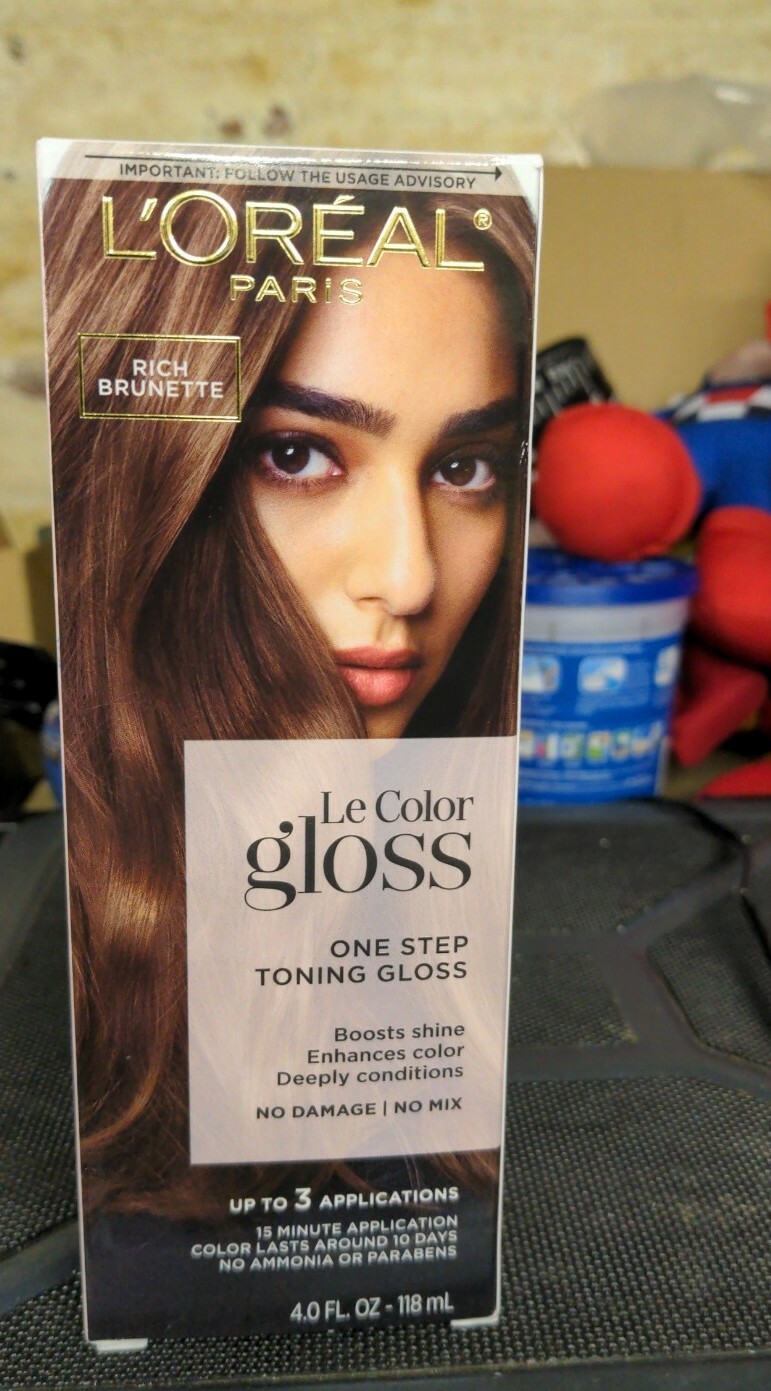 IMPORTANT: FOLLOW THE USAGE ADVISORY
L'ORÉAL®
PARiS
RICH
BRUNETTE
Le Color
gloss
ONE STEP
TONING GLOSS
Boosts shine
Enhances color
Deeply conditions
NO DAMAGE | NO MIX
UP TO 3 APPLICATIONS
15 MINUTE APPLICATION
COLOR LASTS AROUND 10 DAYS
NO AMMONIA OR PARABENS
4.0 FL. OZ - 118 mL